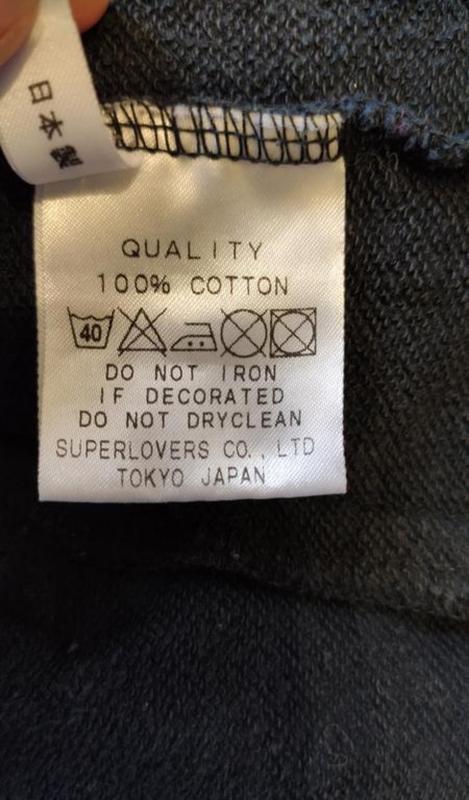 日本製
QUALITY
100% COTTON
40
DO NOT IRON
IF DECORATED
DO NOT DRYCLEAN
SUPERLOVERS CO., LTD
TOKYO JAPAN